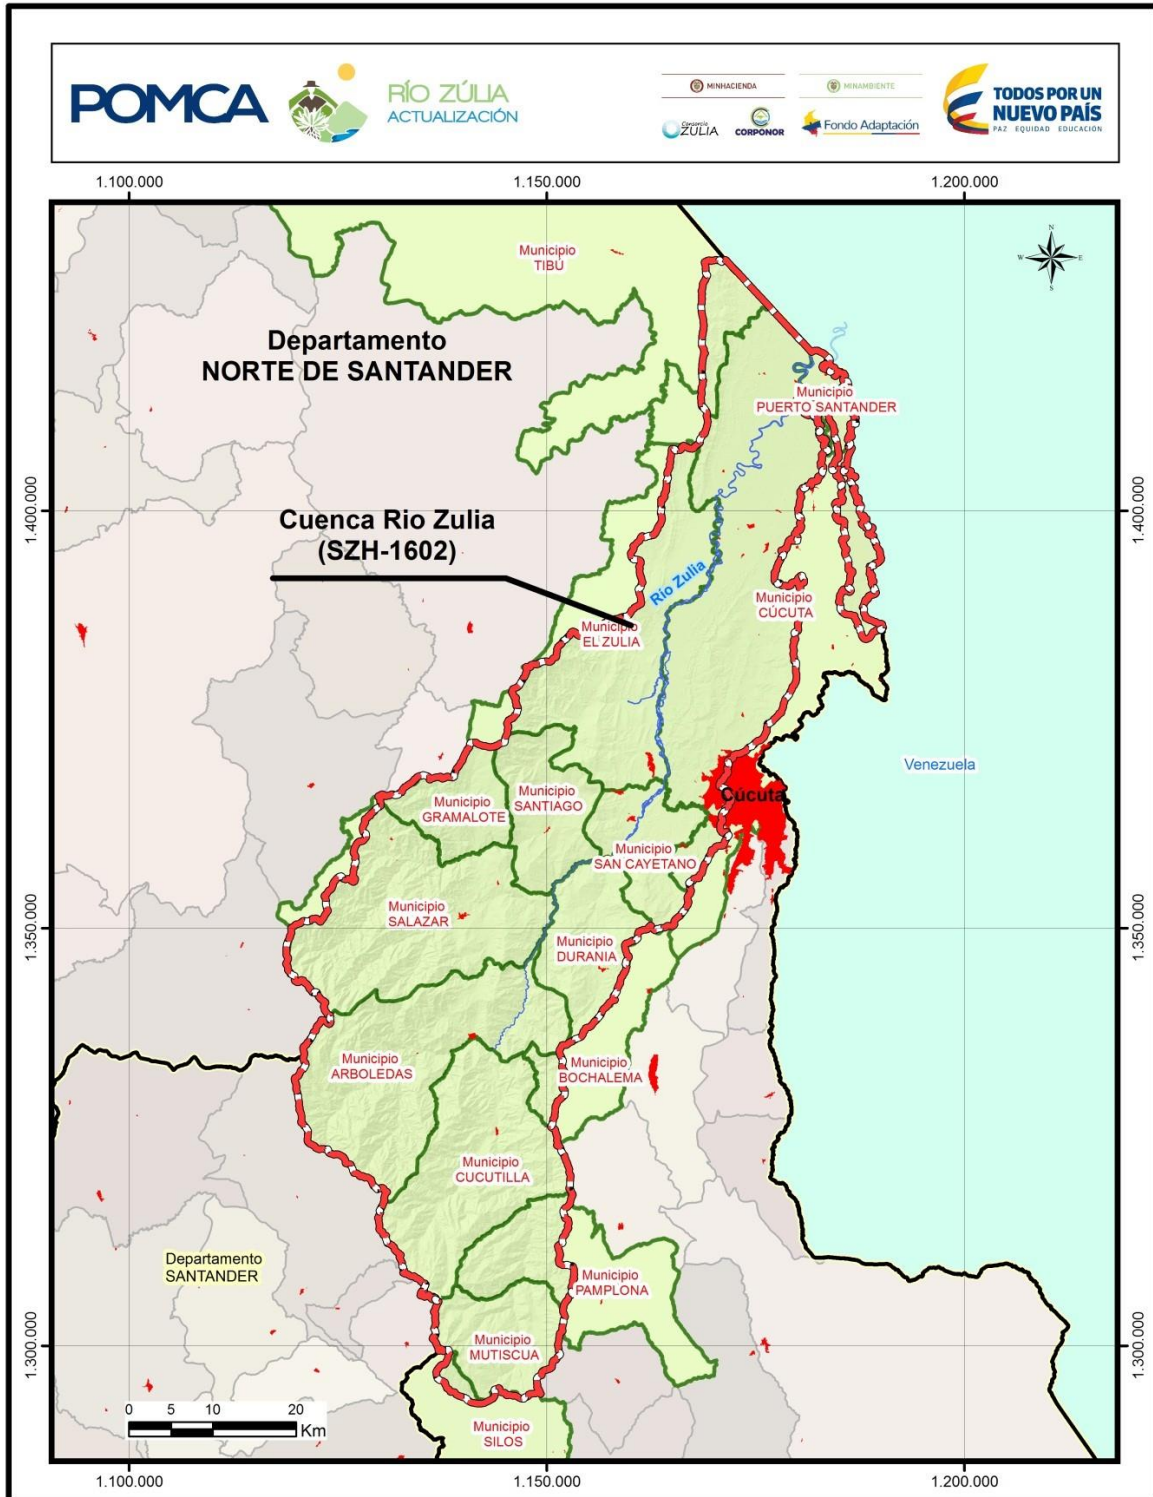 POMCA
RÍO ZÚLIA
ACTUALIZACIÓN
MINHACIENDA
MINAMBIENTE
Consorcio
ZULIA
CORPONOR
Fondo Adaptación
TODOS POR UN
NUEVO PAÍS
PAZ EQUIDAD EDUCACIÓN
1.100.000
1.150.000
1.200.000
N
W
E
S
Municipio
TIBÚ
Departamento
NORTE DE SANTANDER
Municipio
PUERTO SANTANDER
1.400.000
1.400.000
Cuenca Rio Zulia
(SZH-1602)
Río Zulia
Municipio
CÚCUTA
Municipio
EL ZULIA
Venezuela
Municipio
SANTIAGO
Municipio
GRAMALOTE
Cúcuta
Municipio
SAN CAYETANO
Municipio
SALAZAR
1.350.000
1.350.000
Municipio
DURANIA
Municipio
ARBOLEDAS
Municipio
BOCHALEMA
Municipio
CUCUTILLA
Departamento
SANTANDER
Municipio
PAMPLONA
1.300.000
1.300.000
Municipio
MUTISCUA
0 5 10 20
Km
Municipio
SILOS
1.100.000
1.150.000
1.200.000